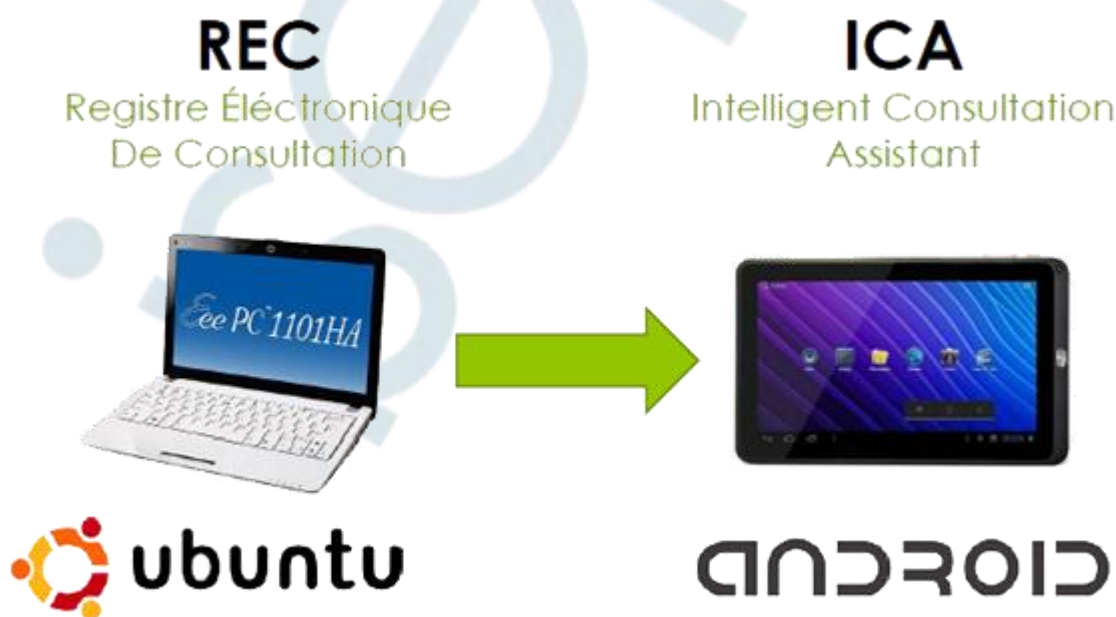 REC
Registre Éléctronique
De Consultation
Eee PC 1101HA
ubuntu
ICA
Intelligent Consultation
Assistant
ANDROID